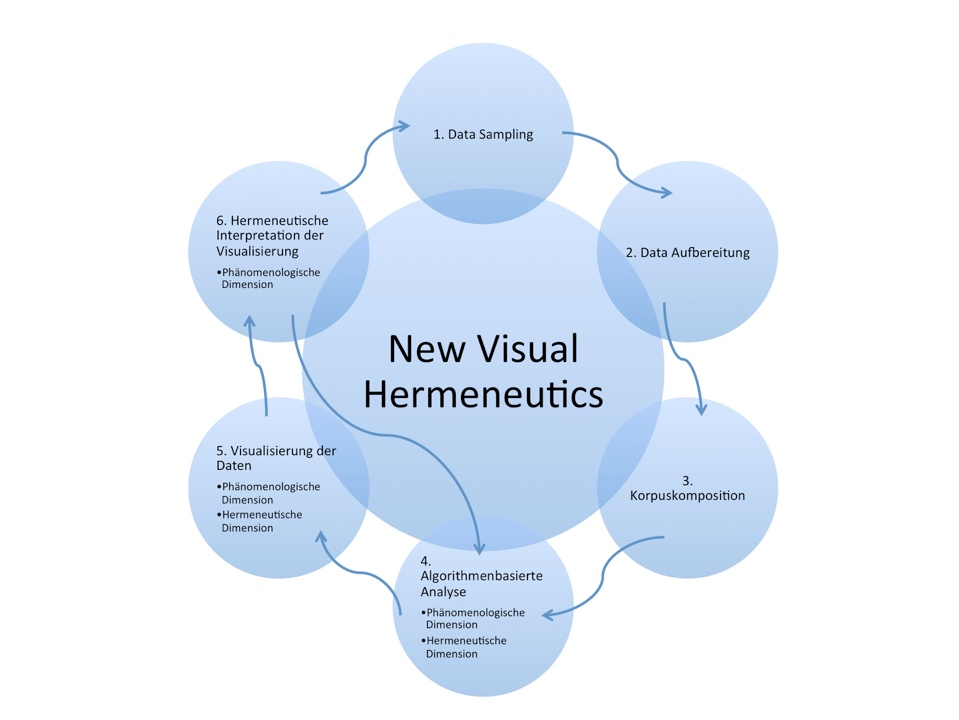 1. Data Sampling
2. Data Aufbereitung
3.
Korpuskomposition
4.
Algorithmenbasierte
Analyse
•Phänomenologische
Dimension
•Hermeneutische
Dimension
5. Visualisierung der
Daten
•Phänomenologische
Dimension
•Hermeneutische
Dimension
6. Hermeneutische
Interpretation der
Visualisierung
•Phänomenologische
Dimension
New Visual
Hermeneutics